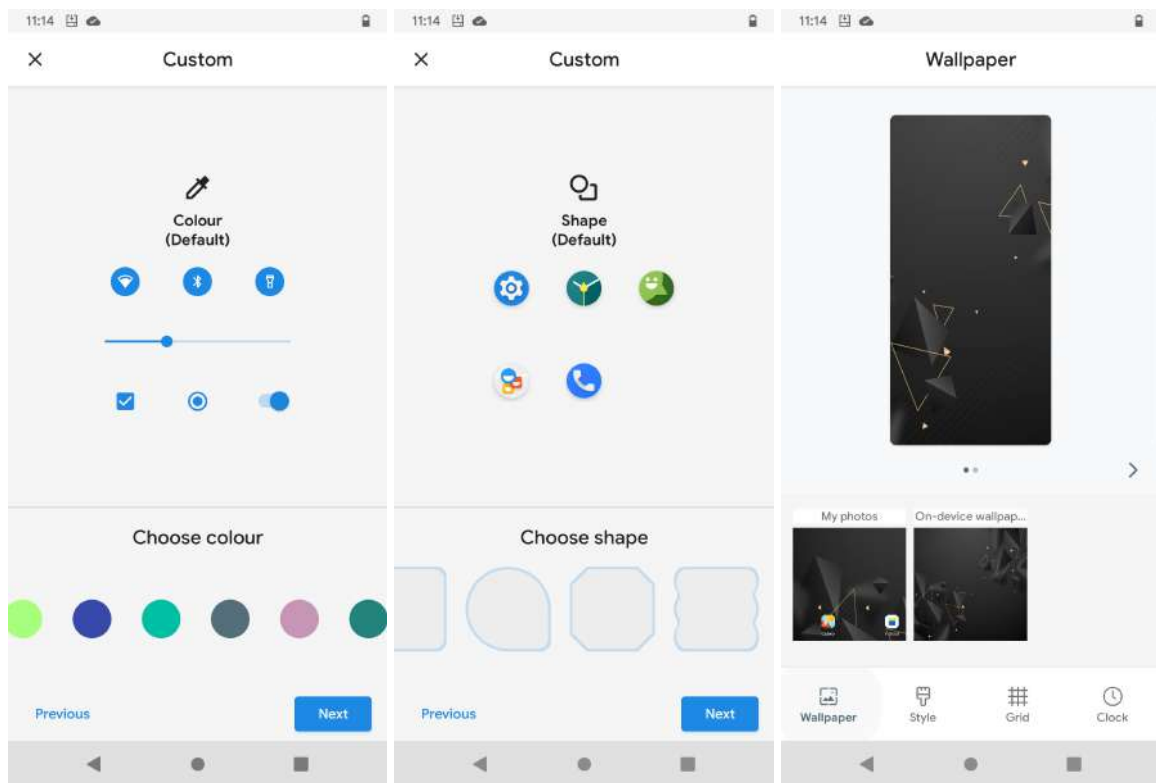 11:14
Custom
Colour
(Default)
Choose colour
Previous
Next
11:14
Custom
Shape
(Default)
Choose shape
Previous
Next
11:14
Wallpaper
My photos
On-device wallpap...
Wallpaper
Style
Grid
Clock